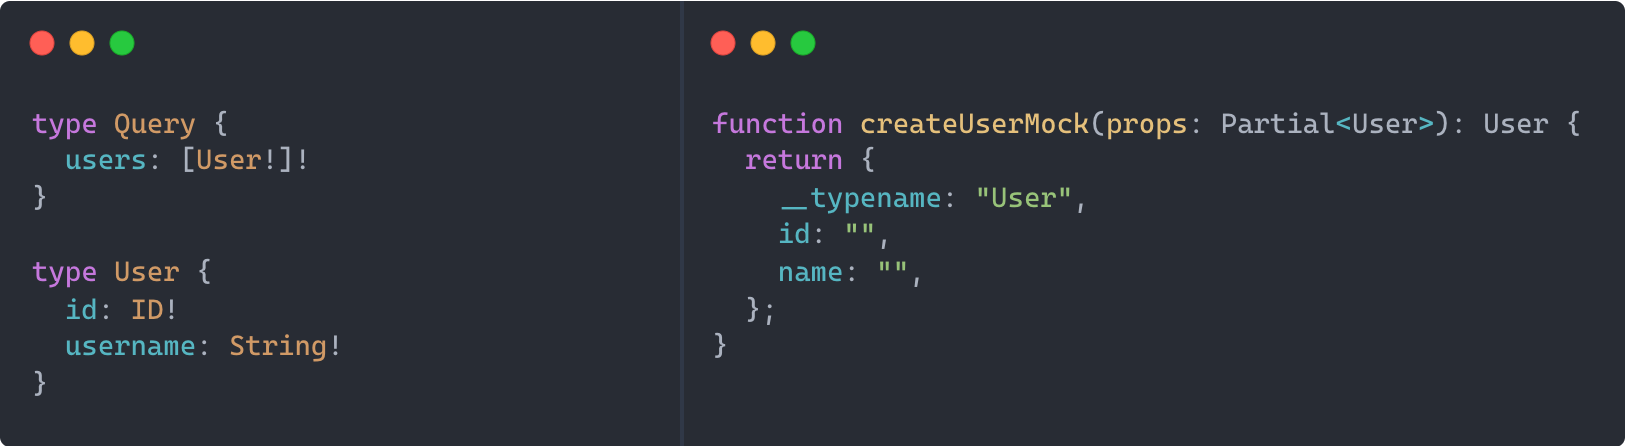 type Query {
  users: [User!]!
}

type User {
  id: ID!
  username: String!
}

function createUserMock(props: Partial<User>): User {
  return {
    __typename: "User",
    id: "",
    name: "",
  };
}